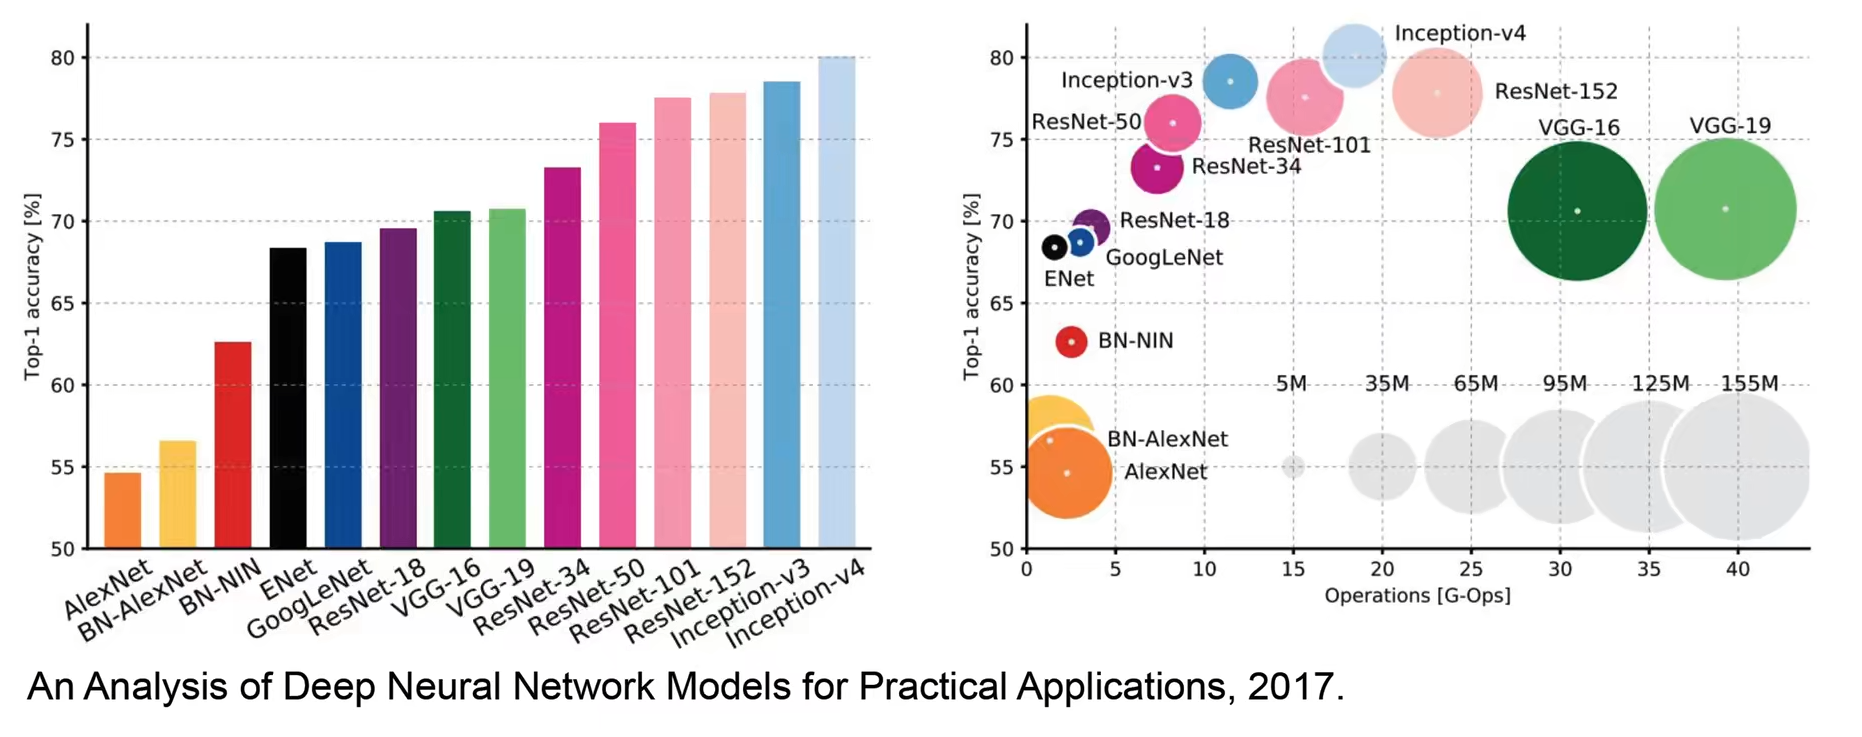 80
75
70
65
60
55
50
Top-1 accuracy [%]
AlexNet
BN-AlexNet
BN-NIN
ENet
GoogLeNet
ResNet-18
VGG-16
VGG-19
ResNet-34
ResNet-50
ResNet-101
ResNet-152
Inception-v3
Inception-v4
80
75
70
65
60
55
50
Top-1 accuracy [%]
Inception-v4
Inception-v3
ResNet-152
ResNet-50
VGG-16
VGG-19
ResNet-101
ResNet-34
ResNet-18
GoogLeNet
ENet
BN-NIN
5M 35M 65M 95M 125M 155M
BN-AlexNet
AlexNet
0 5 10 15 20 25 30 35 40
Operations [G-Ops]
An Analysis of Deep Neural Network Models for Practical Applications, 2017.